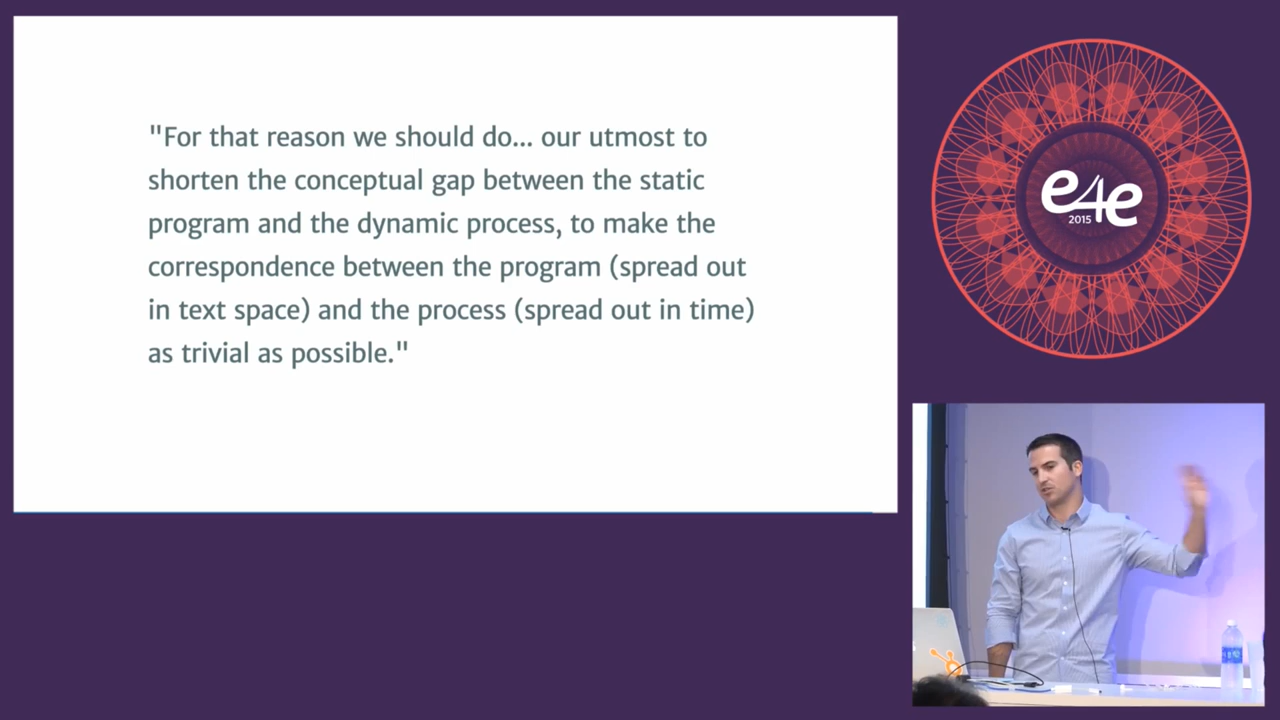 "For that reason we should do... our utmost to
shorten the conceptual gap between the static
program and the dynamic process, to make the
correspondence between the program (spread out
in text space) and the process (spread out in time)
as trivial as possible."
e4e
2015